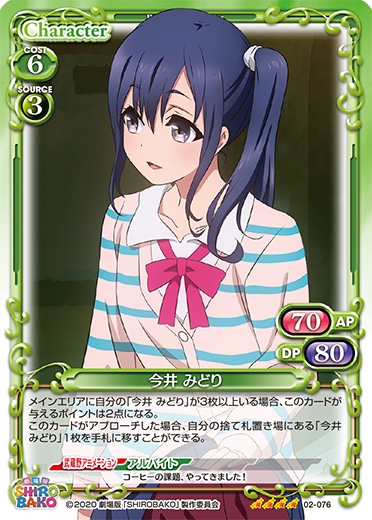 Character
COST
6
SOURCE
3
70 AP
DP 80
今井 みどり
メインエリアに自分の「今井 みどり」が3枚以上いる場合、このカードが
与えるポイントは2点になる。
このカードがアプローチした場合、自分の捨て札置き場にある「今井
みどり」1枚を手札に移すことができる。
武蔵野アニメーション アルバイト
コーヒーの課題、やってきました!
劇場版
SHIRO
BAKO
©2020 劇場版「SHIROBAKO」製作委員会
02-076